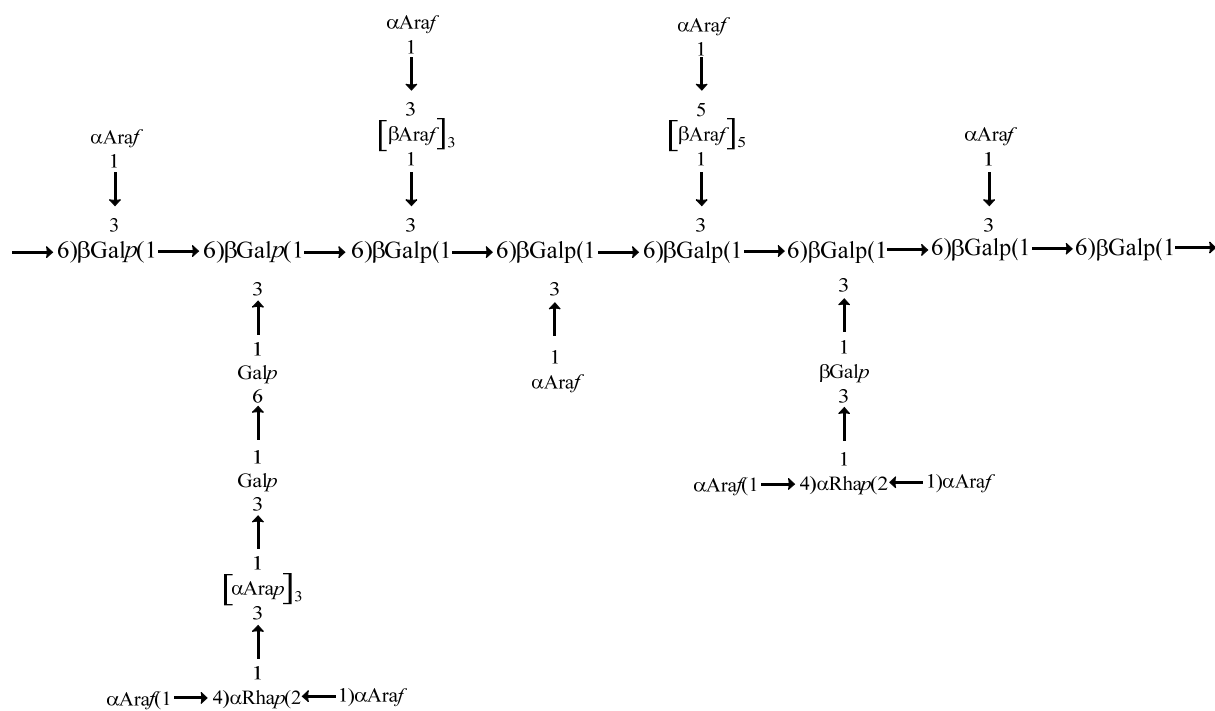 αAraf αAraf
1 1
3 5
αAraf [βAraf]3 [βAraf]5 αAraf
1 1 1 1
3 3 3 3
6)βGalp(1 6)βGalp(1 6)βGalp(1 6)βGalp(1 6)βGalp(1 6)βGalp(1 6)βGalp(1 6)βGalp(1
3 3 3
1 1 1
Galp αAraf βGalp
6 3
1 1
Galp αAraf(1 4)αRhap(2 1)αAraf
3
1
[αArap]3
3
1
αAraf(1 4)αRhap(2 1)αAraf